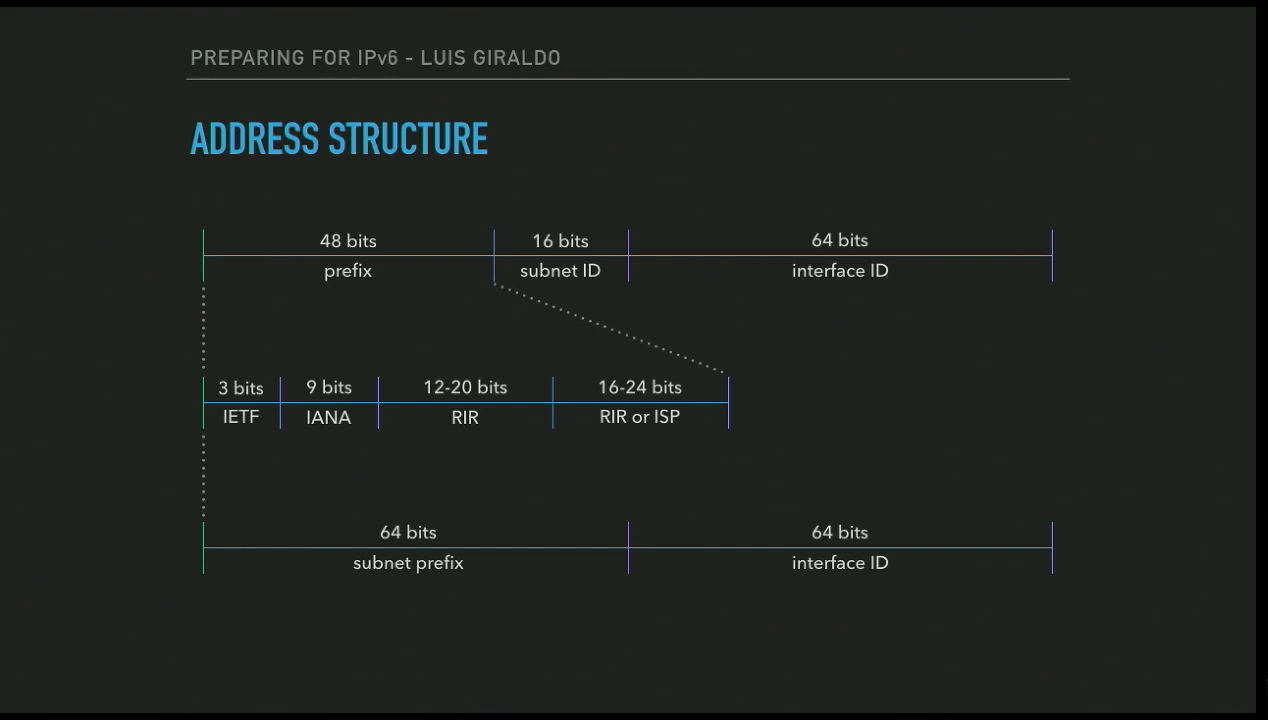 PREPARING FOR IPv6 - LUIS GIRALDO
ADDRESS STRUCTURE
48 bits 16 bits 64 bits
prefix subnet ID interface ID
3 bits 9 bits 12-20 bits 16-24 bits
IETF IANA RIR RIR or ISP
64 bits 64 bits
subnet prefix interface ID